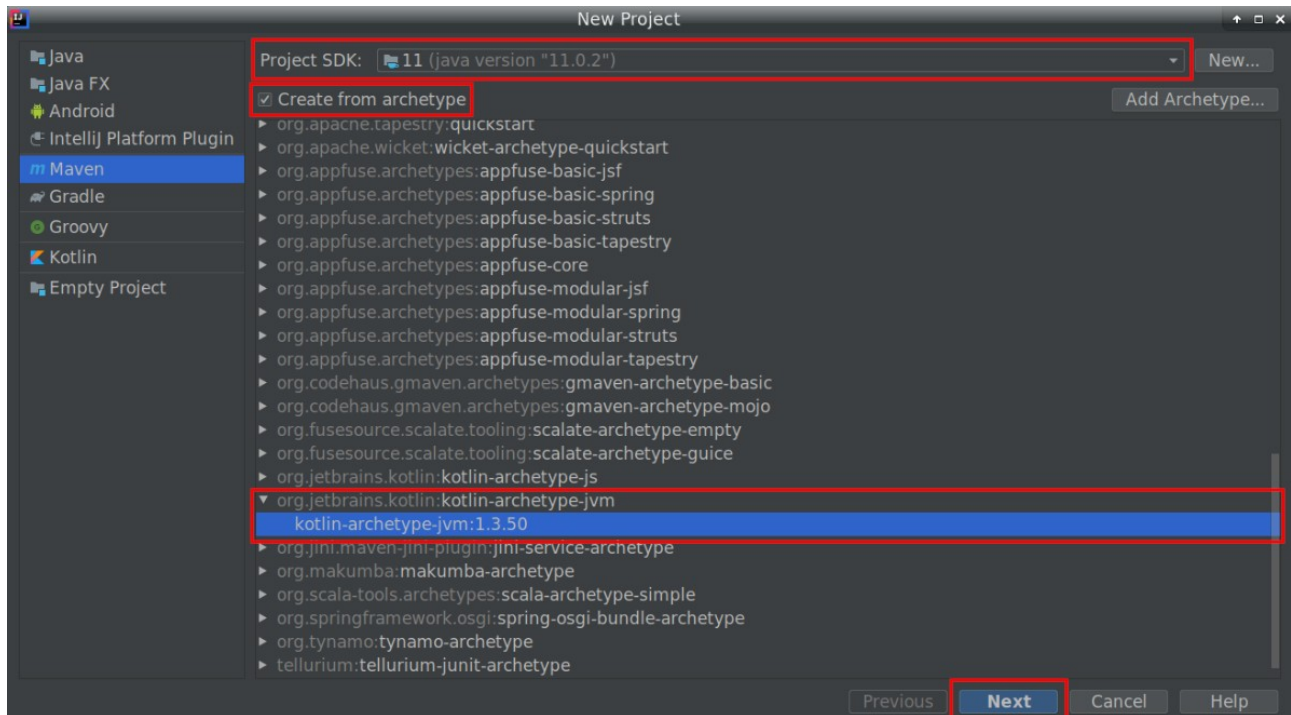 New Project
Java
Java FX
Android
IntelliJ Platform Plugin
m Maven
Gradle
Groovy
Kotlin
Empty Project
Project SDK: 11 (java version "11.0.2") New...
Create from archetype Add Archetype...
org.apache.tapestry:quickstart
org.apache.wicket:wicket-archetype-quickstart
org.appfuse.archetypes:appfuse-basic-jsf
org.appfuse.archetypes:appfuse-basic-spring
org.appfuse.archetypes:appfuse-basic-struts
org.appfuse.archetypes:appfuse-basic-tapestry
org.appfuse.archetypes:appfuse-core
org.appfuse.archetypes:appfuse-modular-jsf
org.appfuse.archetypes:appfuse-modular-spring
org.appfuse.archetypes:appfuse-modular-struts
org.appfuse.archetypes:appfuse-modular-tapestry
org.codehaus.gmaven.archetypes:gmaven-archetype-basic
org.codehaus.gmaven.archetypes:gmaven-archetype-mojo
org.fusesource.scalate.tooling:scalate-archetype-empty
org.fusesource.scalate.tooling:scalate-archetype-guice
org.jetbrains.kotlin:kotlin-archetype-js
org.jetbrains.kotlin:kotlin-archetype-jvm
kotlin-archetype-jvm:1.3.50
org.jini.maven-jini-plugin:jini-service-archetype
org.makumba:makumba-archetype
org.scala-tools.archetypes:scala-archetype-simple
org.springframework.osgi:spring-osgi-bundle-archetype
org.tynamo:tynamo-archetype
tellurium:tellurium-junit-archetype
Previous Next Cancel Help